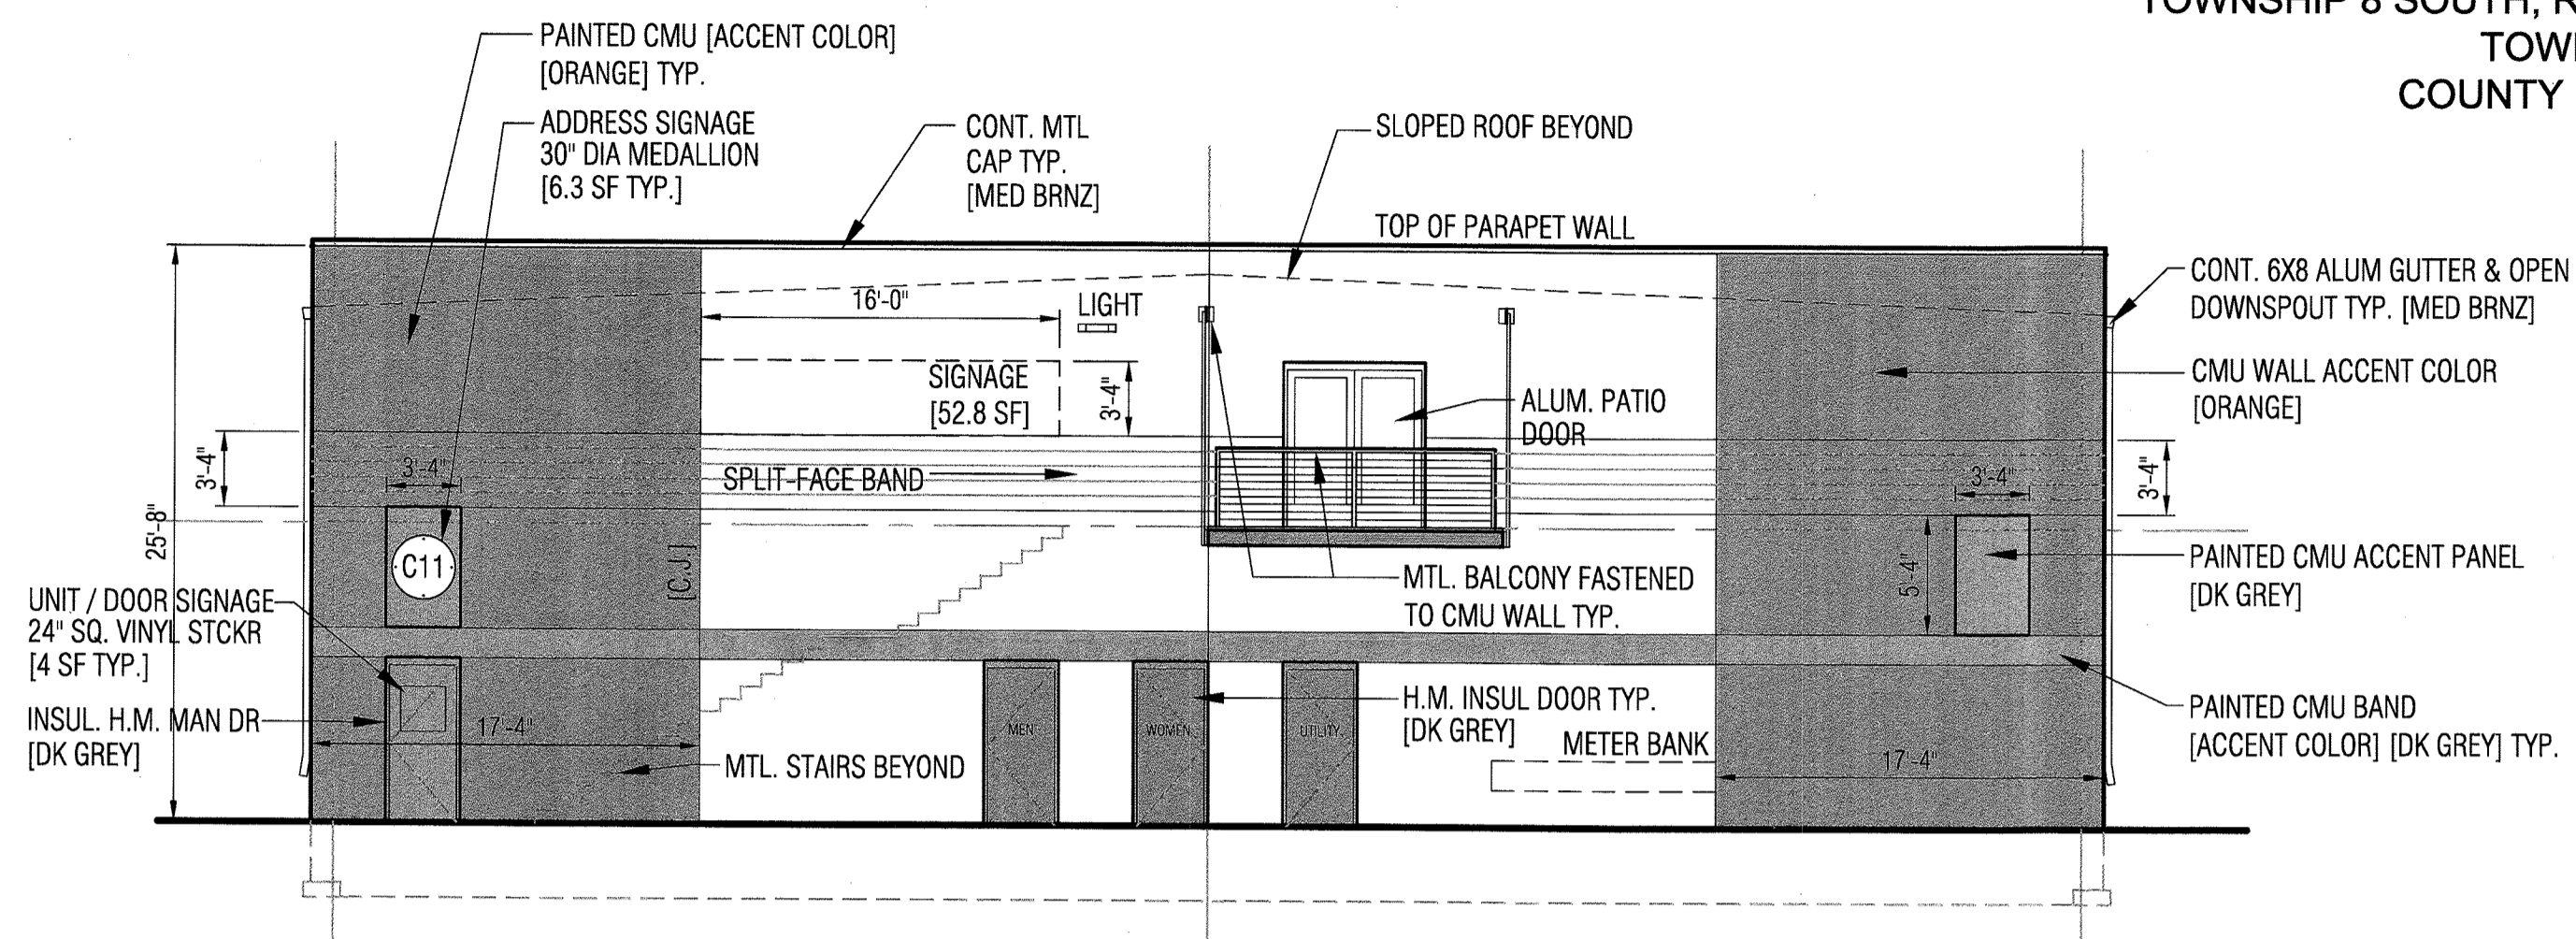 TOWNSHIP 8 SOUTH, R
COUNTY
PAINTED CMU [ACCENT COLOR]
[ORANGE] TYP.
ADDRESS SIGNAGE
30" DIA MEDALLION
[6.3 SF TYP.]
CONT. MTL
CAP TYP.
[MED BRNZ]
SLOPED ROOF BEYOND
TOP OF PARAPET WALL
CONT. 6X8 ALUM GUTTER & OPEN
DOWNSPOUT TYP. [MED BRNZ]
16'-0"
LIGHT
SIGNAGE
[52.8 SF]
3'-4"
ALUM. PATIO
DOOR
CMU WALL ACCENT COLOR
[ORANGE]
3'-4"
3'-4"
SPLIT-FACE BAND
3'-4"
3'-4"
25'-8"
C11
[C.J]
5'-4"
MTL. BALCONY FASTENED
TO CMU WALL TYP.
PAINTED CMU ACCENT PANEL
[DK GREY]
UNIT / DOOR SIGNAGE
24" SQ. VINYL STCKR
[4 SF TYP.]
INSUL. H.M. MAN DR
[DK GREY]
17'-4"
MTL. STAIRS BEYOND
MEN
WOMEN
UTILITY
H.M. INSUL DOOR TYP.
[DK GREY]
METER BANK
17'-4"
PAINTED CMU BAND
[ACCENT COLOR] [DK GREY] TYP.